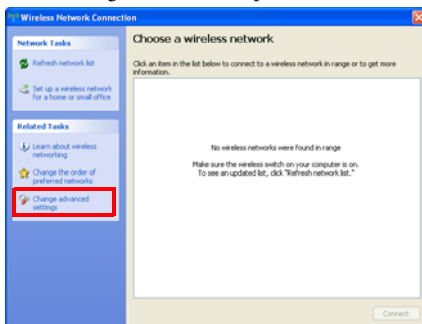 Wireless Network Connection
Network Tasks
Refresh network list
Set up a wireless network
for a home or small office
Related Tasks
Learn about wireless
networking
Change the order of
preferred networks
Change advanced
settings
Choose a wireless network
Click an item in the list below to connect to a wireless network in range or to get more
information.
No wireless networks were found in range
Make sure the wireless switch on your computer is on.
To see an updated list, click "Refresh network list."
Connect